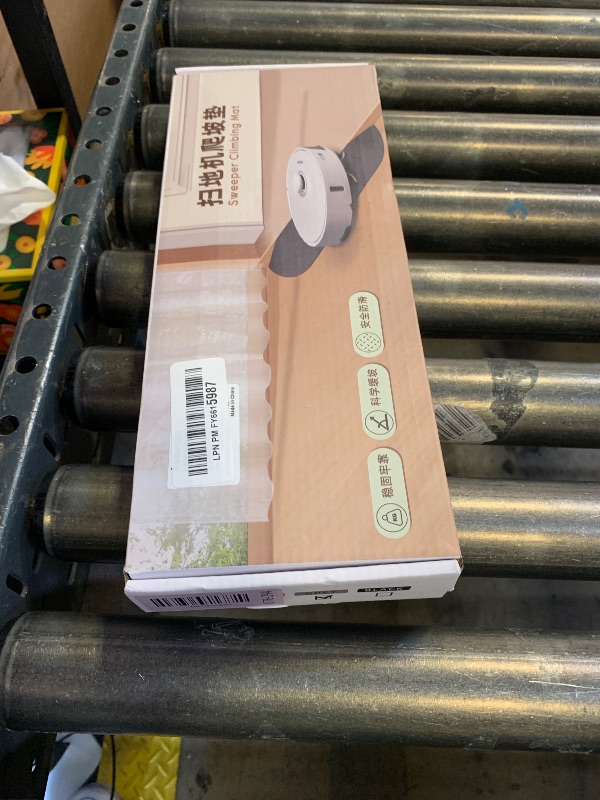 扫地机爬坡垫
Sweeper Climbing Mat
安全防滑
科学缓坡
稳固牢靠
LPN PM FY6615987
Made in China
BLACK